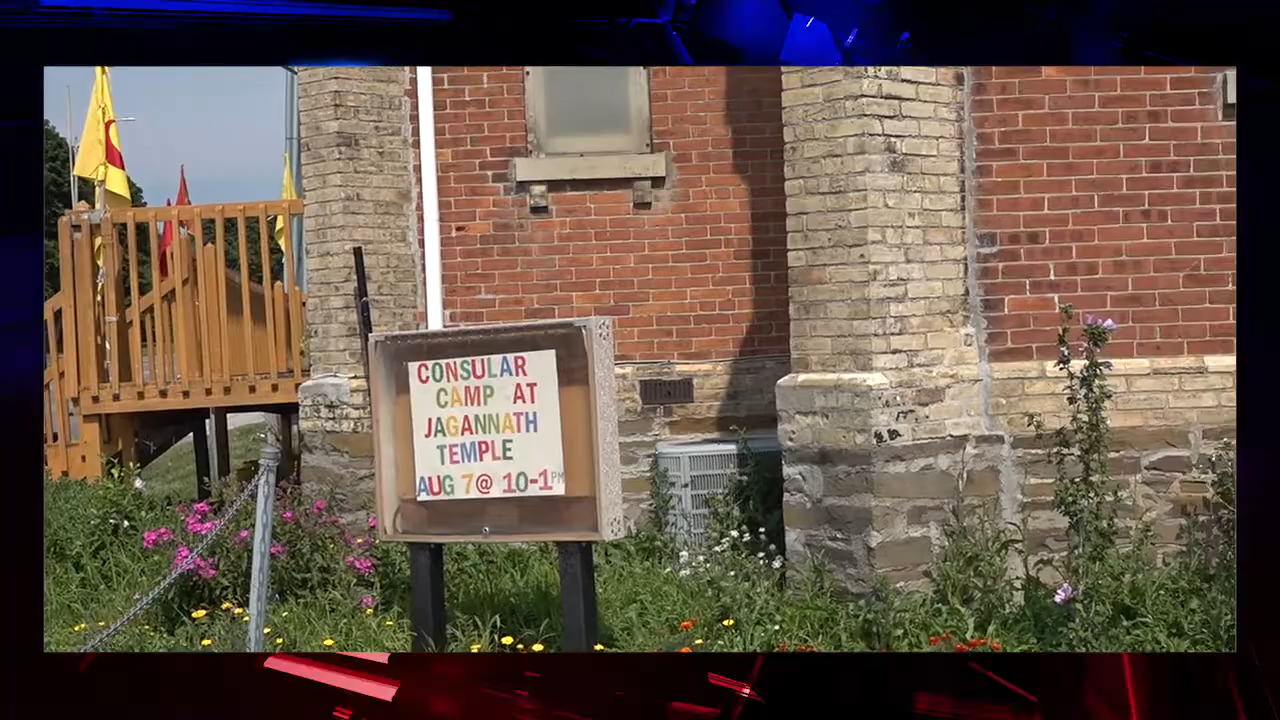 CONSULAR
CAMP AT
JAGANNATH
TEMPLE
AUG 7@ 10-1PM